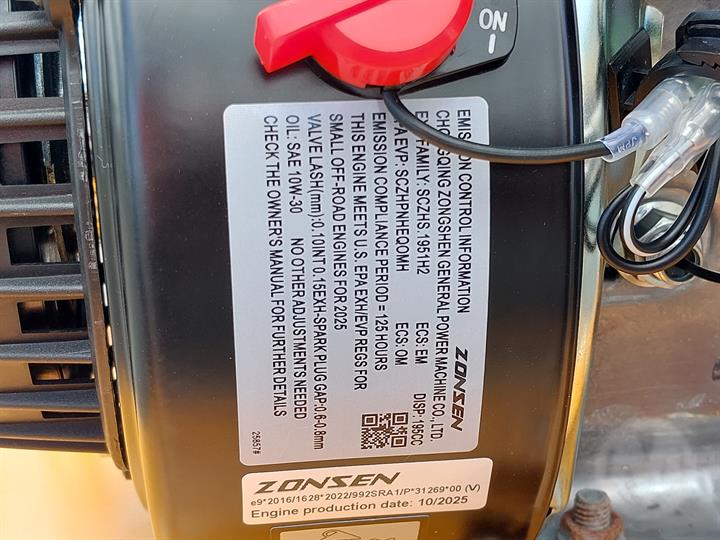 ON
EMISSION CONTROL INFORMATION ZONSEN
CHONGQING ZONGSHEN GENERAL POWER MACHINE CO., LTD.
FAMILY: SCZHS.1951H2 ECS: EM DISP: 195CC
EVP: SCZHPNHEQOMH ECS: OM
EMISSION COMPLIANCE PERIOD = 125 HOURS
THIS ENGINE MEETS U.S. EPA EXH/EVP REGS FOR
SMALL OFF-ROAD ENGINES FOR 2025
VALVE LASH(mm):0.10INT 0.15EXH-SPARK PLUG GAP:0.6-0.8mm
OIL: SAE 10W-30 NO OTHER ADJUSTMENTS NEEDED
CHECK THE OWNER'S MANUAL FOR FURTHER DETAILS
25857#
ZONSEN
e9*2016/1628*2022/992SRA1/P*31269*00 (V)
Engine production date: 10/2025